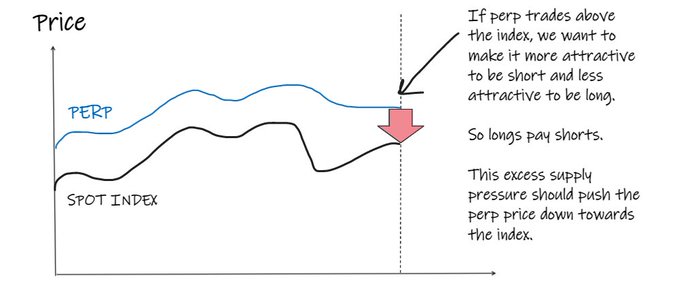 Price
PERP
SPOT INDEX
If perp trades above
the index, we want to
make it more attractive
to be short and less
attractive to be long.
So longs pay shorts.
This excess supply
pressure should push the
perp price down towards
the index.